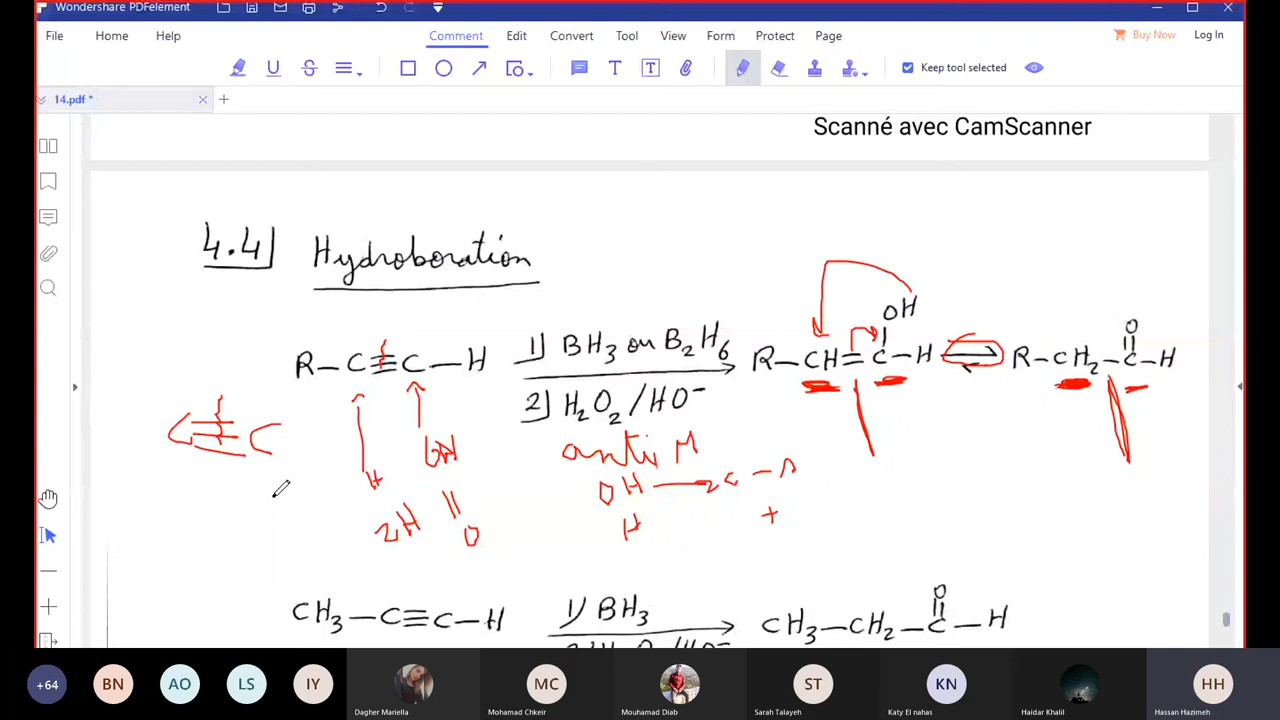 Wondershare PDFelement
File Home Help Comment Edit Convert Tool View Form Protect Page Buy Now Log In
Keep tool selected
14.pdf *
Scanné avec CamScanner
4.4] Hydroboration
R—C≡C—H 1) BH3 ou B2H6 R—CH=C—H ⇌ R—CH2—C—H
OH O
2) H2O2/HO-
anti M
OH
H
H
2H
O
+
CH3—C≡C—H 1) BH3 CH3—CH2—C—H
O
+64 BN AO LS IY MC ST KN HH
Dagher Mariella Mohamad Chkeir Mouhamad Diab Sarah Talayeh Katy El nahas Haidar Khalil Hassan Hazimeh